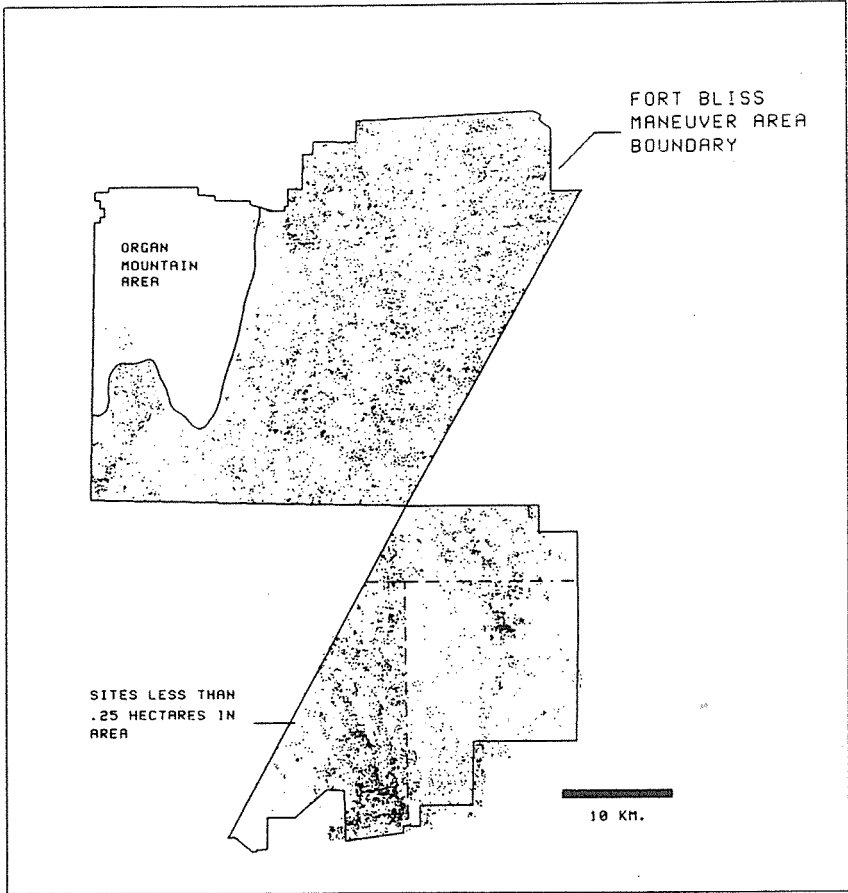 FORT BLISS
MANEUVER AREA
BOUNDARY
ORGAN
MOUNTAIN
AREA
SITES LESS THAN
.25 HECTARES IN
AREA
10 KM.